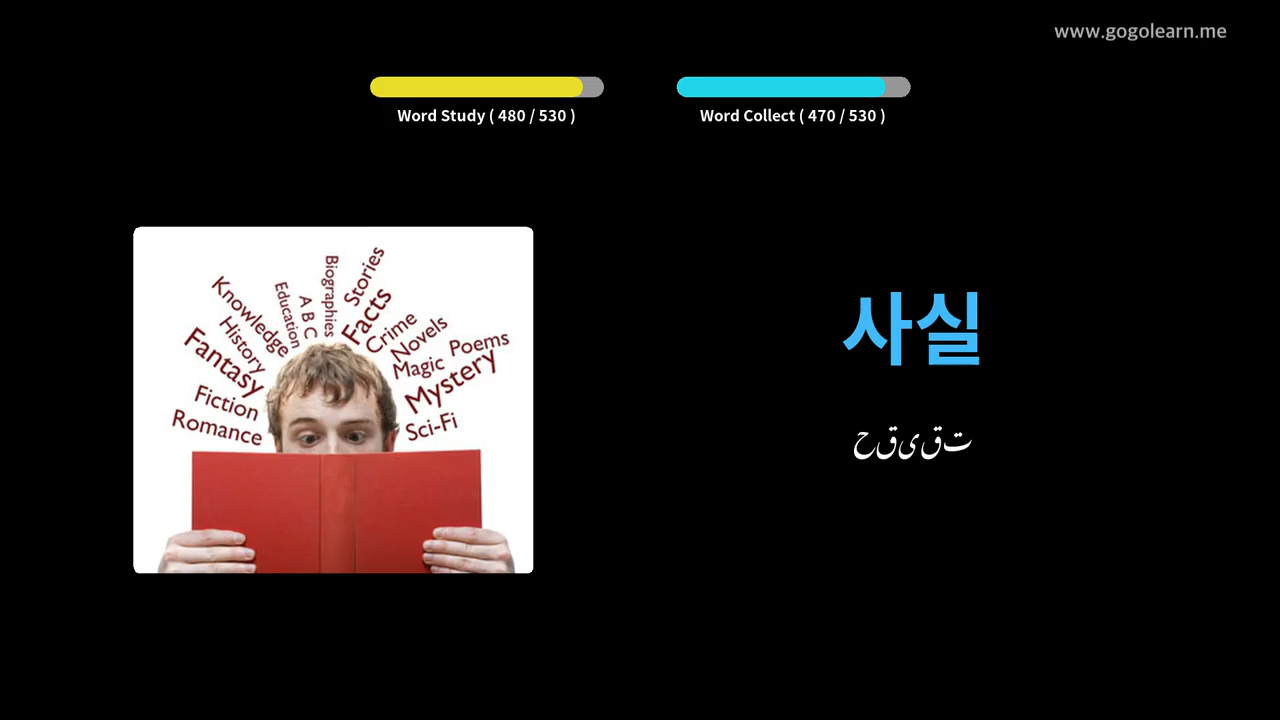 www.gogolearn.me
Word Study ( 480 / 530 )
Word Collect ( 470 / 530 )
Knowledge
History
Fantasy
Fiction
Romance
Education
A B C
Biographies
Stories
Facts
Crime
Novels
Magic
Poems
Mystery
Sci-Fi
사실
حقیقت